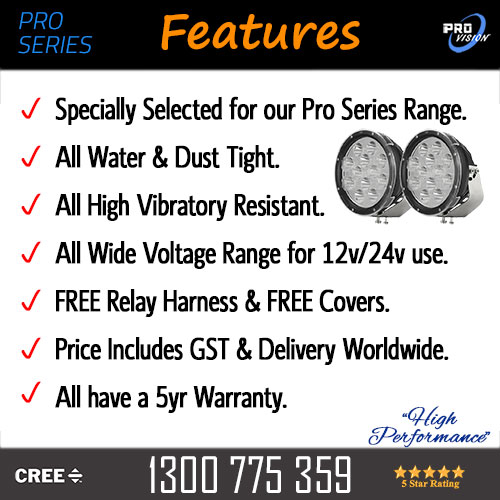 PRO
SERIES
Features
PRO
VISION
Specially Selected for our Pro Series Range.
All Water & Dust Tight.
All High Vibratory Resistant.
All Wide Voltage Range for 12v/24v use.
FREE Relay Harness & FREE Covers.
Price Includes GST & Delivery Worldwide.
All have a 5yr Warranty.
“High
Performance”
CREE
1300 775 359
5 Star Rating